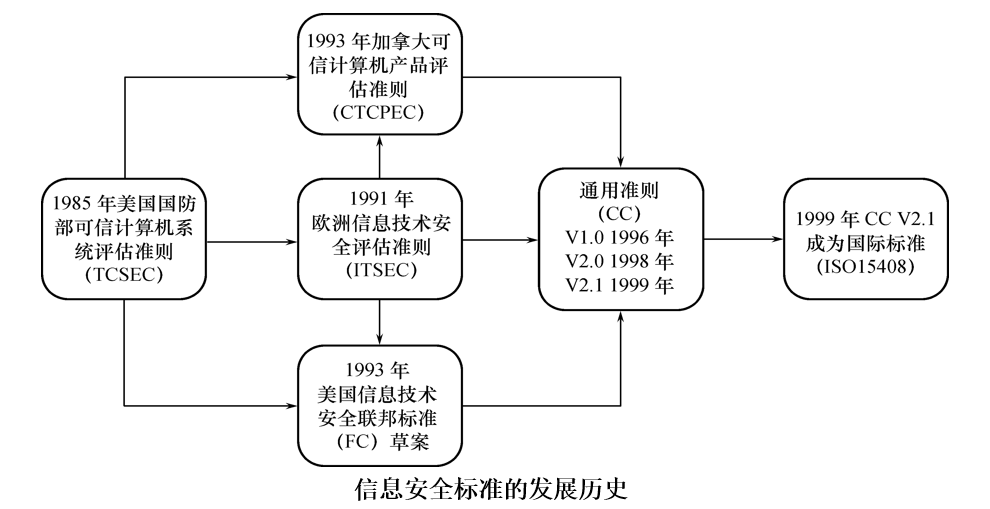 1993 年加拿大可
信计算机产品评
估准则
（CTCPEC）
1985 年美国国防
部可信计算机系
统评估准则
（TCSEC）
1991 年
欧洲信息技术安
全评估准则
（ITSEC）
通用准则
（CC）
V1.0 1996 年
V2.0 1998 年
V2.1 1999 年
1999 年 CC V2.1
成为国际标准
（ISO15408）
1993 年
美国信息技术
安全联邦标准
（FC）草案
信息安全标准的发展历史